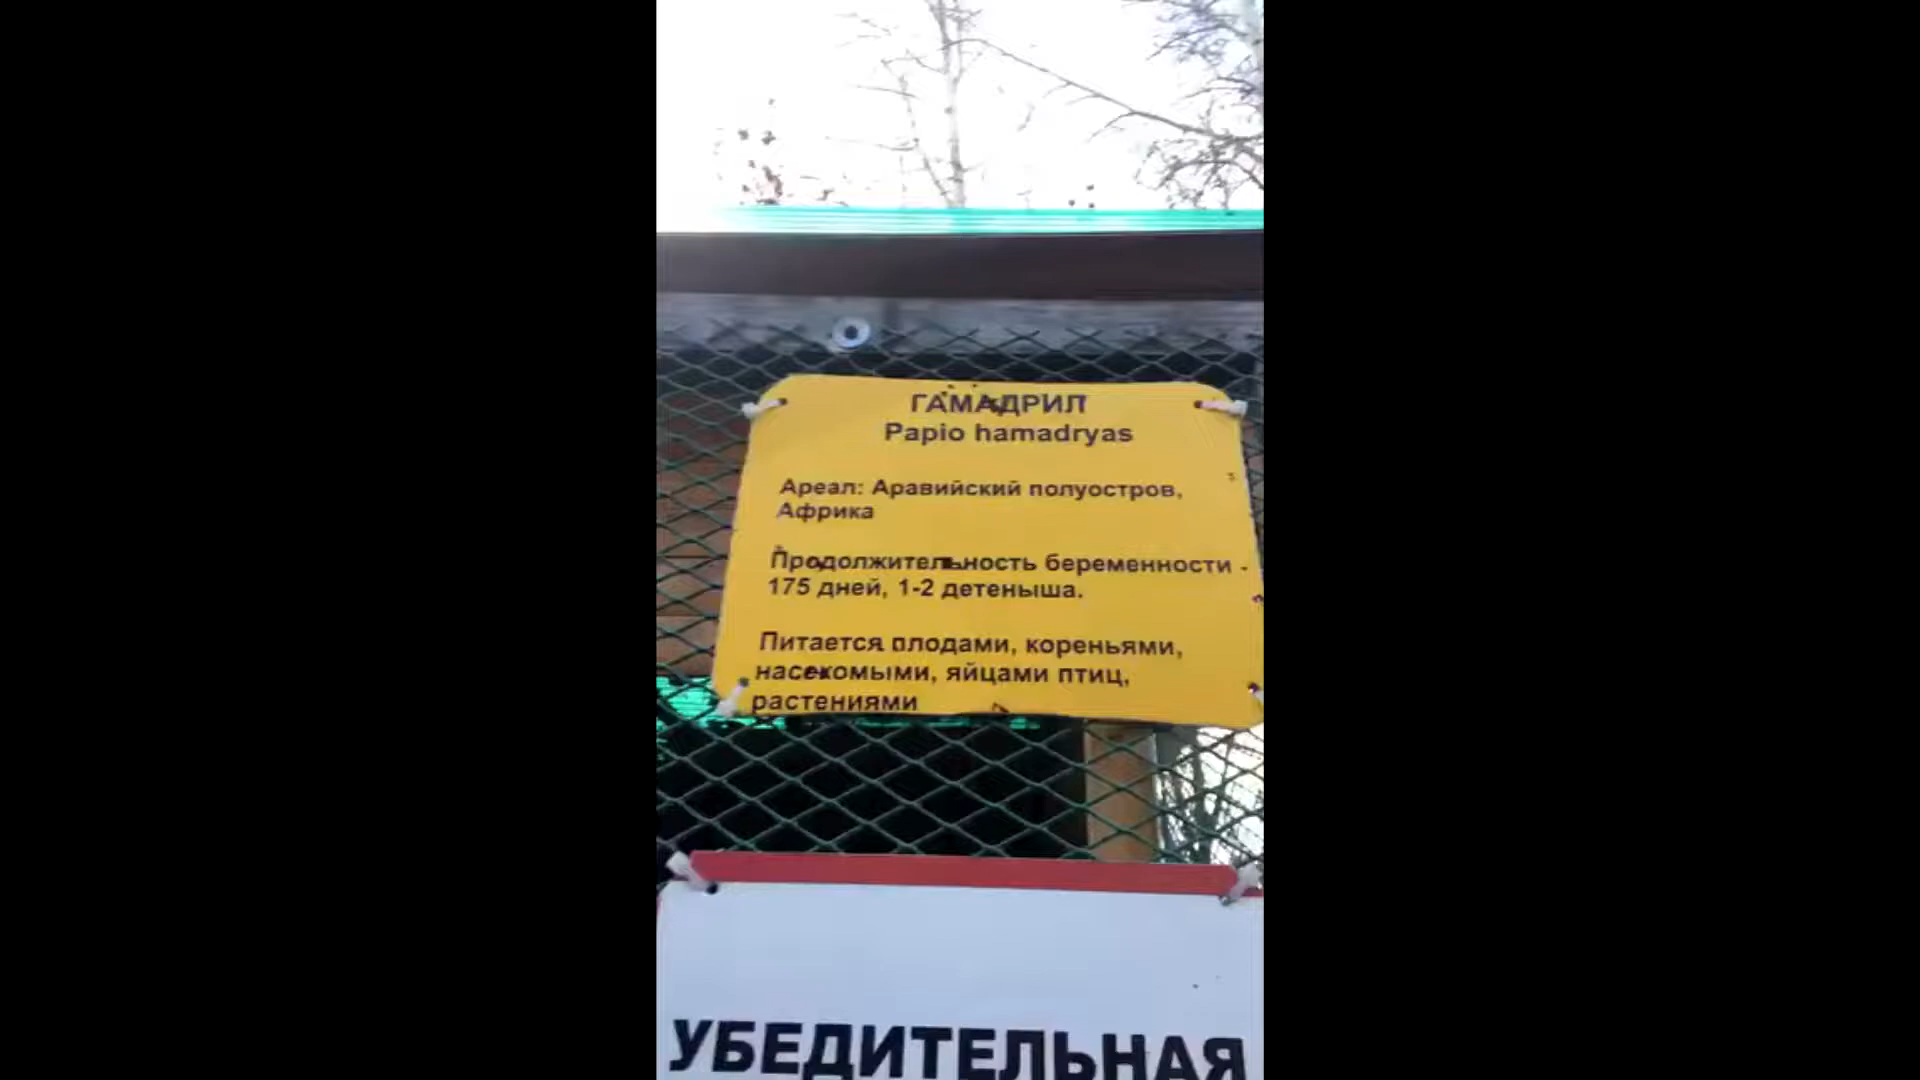 ГАМАДРИЛ
Papio hamadryas
Ареал: Аравийский полуостров,
Африка
Продолжительность беременности -
175 дней, 1-2 детеныша.
Питается плодами, кореньями,
насекомыми, яйцами птиц,
растениями
УБЕДИТЕЛЬНАЯ